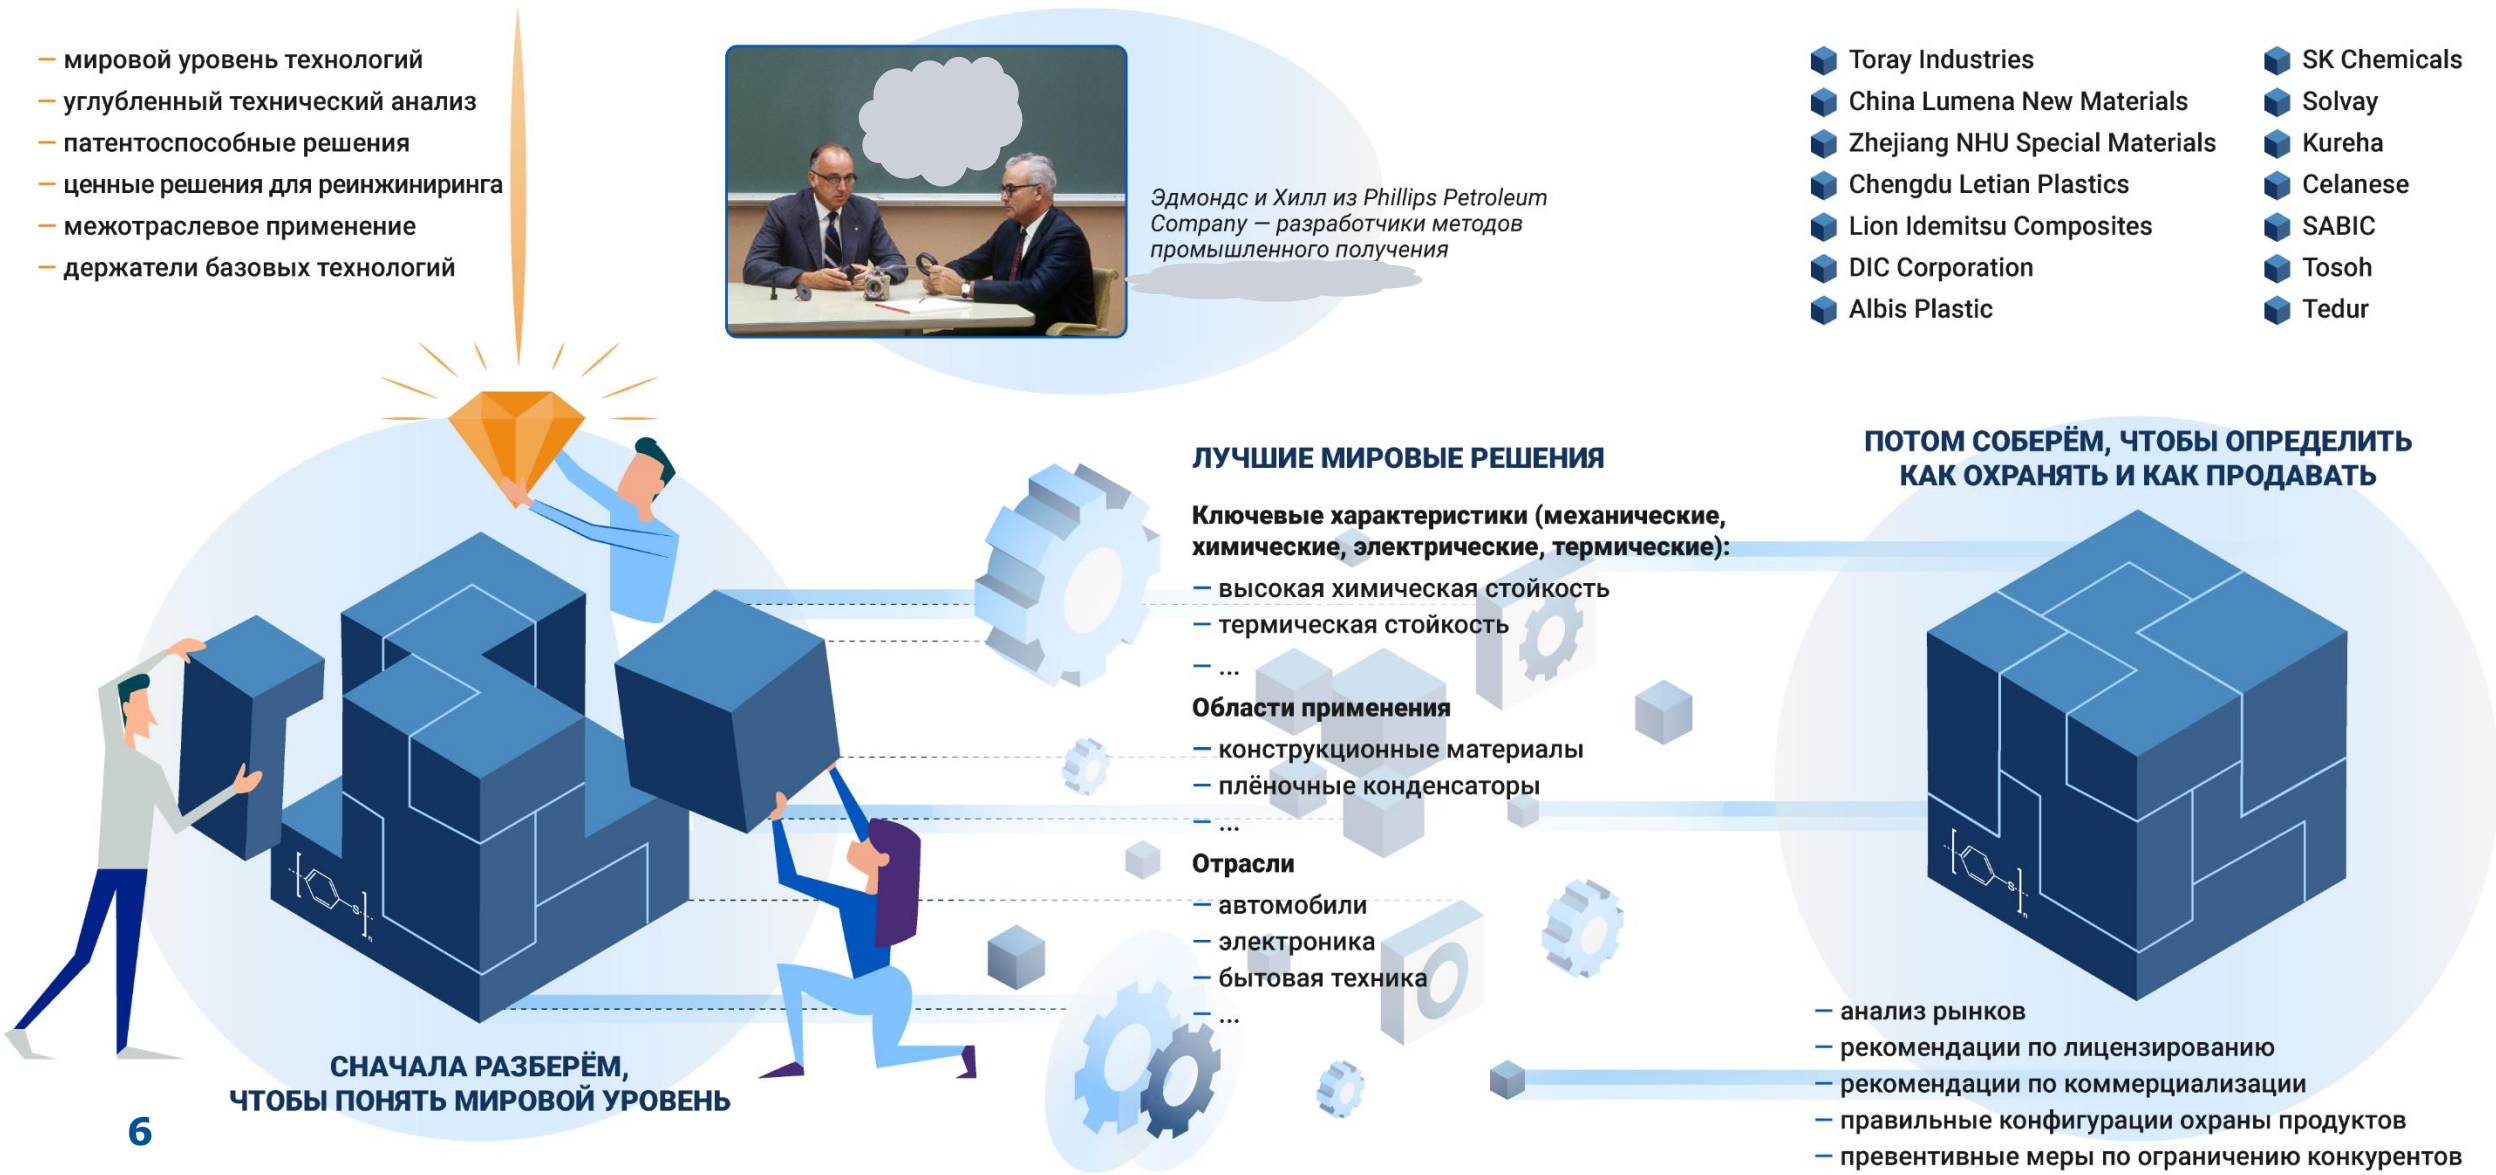 — мировой уровень технологий
— углубленный технический анализ
— патентоспособные решения
— ценные решения для реинжиниринга
— межотраслевое применение
— держатели базовых технологий
Эдмондс и Хилл из Phillips Petroleum
Company — разработчики методов
промышленного получения
Toray Industries
China Lumena New Materials
Zhejiang NHU Special Materials
Chengdu Letian Plastics
Lion Idemitsu Composites
DIC Corporation
Albis Plastic
SK Chemicals
Solvay
Kureha
Celanese
SABIC
Tosoh
Tedur
СНАЧАЛА РАЗБЕРЁМ,
ЧТОБЫ ПОНЯТЬ МИРОВОЙ УРОВЕНЬ
S
n
ЛУЧШИЕ МИРОВЫЕ РЕШЕНИЯ
Ключевые характеристики (механические,
химические, электрические, термические):
— высокая химическая стойкость
— термическая стойкость
— ...
Области применения
— конструкционные материалы
— плёночные конденсаторы
— ...
Отрасли
— автомобили
— электроника
— бытовая техника
— ...
ПОТОМ СОБЕРЁМ, ЧТОБЫ ОПРЕДЕЛИТЬ
КАК ОХРАНЯТЬ И КАК ПРОДАВАТЬ
S
n
— анализ рынков
— рекомендации по лицензированию
— рекомендации по коммерциализации
— правильные конфигурации охраны продуктов
— превентивные меры по ограничению конкурентов
6